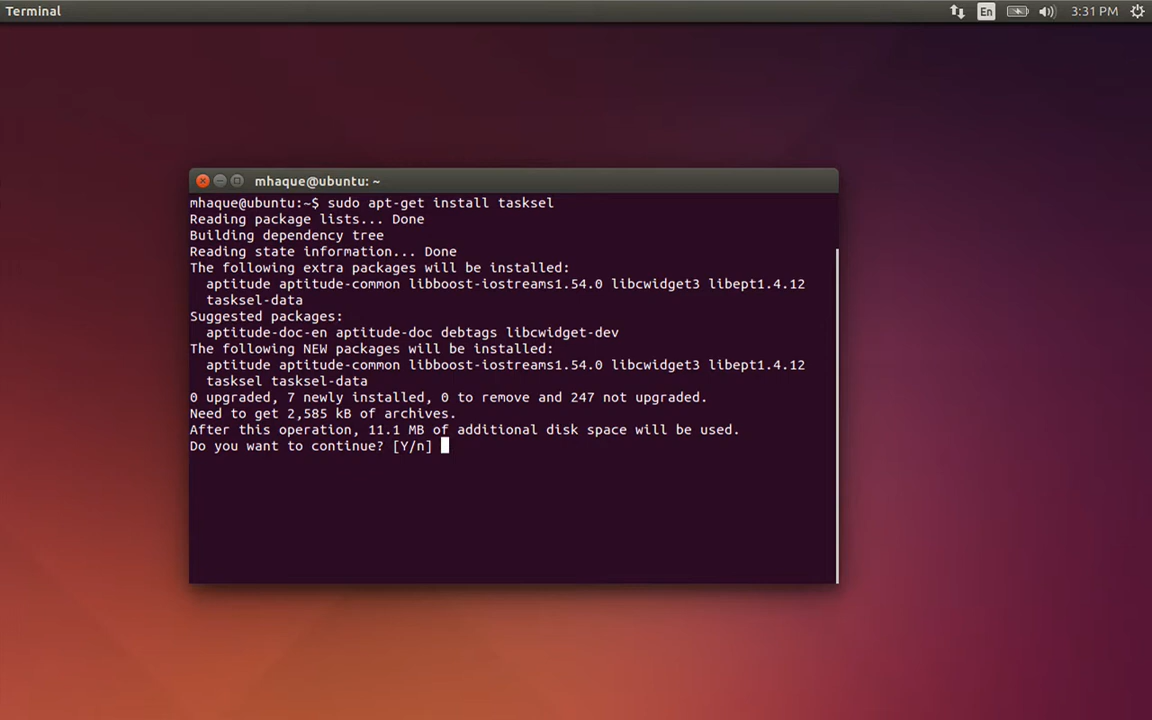 Terminal
En
3:31 PM
mhaque@ubuntu: ~
mhaque@ubuntu:~$ sudo apt-get install tasksel
Reading package lists... Done
Building dependency tree
Reading state information... Done
The following extra packages will be installed:
  aptitude aptitude-common libboost-iostreams1.54.0 libcwidget3 libept1.4.12
  tasksel-data
Suggested packages:
  aptitude-doc-en aptitude-doc debtags libcwidget-dev
The following NEW packages will be installed:
  aptitude aptitude-common libboost-iostreams1.54.0 libcwidget3 libept1.4.12
  tasksel tasksel-data
0 upgraded, 7 newly installed, 0 to remove and 247 not upgraded.
Need to get 2,585 kB of archives.
After this operation, 11.1 MB of additional disk space will be used.
Do you want to continue? [Y/n]